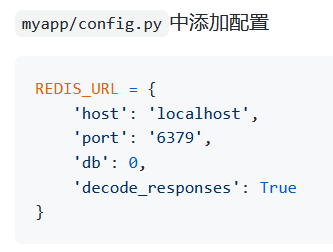 myapp/config.py 中添加配置
REDIS_URL = {
    'host': 'localhost',
    'port': '6379',
    'db': 0,
    'decode_responses': True
}